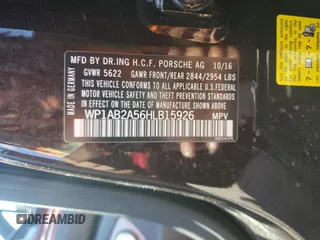 MFD BY DR.ING H.C.F. PORSCHE AG 10/16
GVWR 5622 GAWR FRONT/REAR 2844/2954 LBS
THIS VEHICLE CONFORMS TO ALL APPLICABLE
FEDERAL MOTOR VEHICLE SAFETY, BUMPER,
AND THEFT PREVENTION STANDARDS IN EFFECT
ON THE DATE OF MANUFACTURE SHOWN ABOVE.
WP1AB2A56HLB15926 MPV
MADE IN GERMANY
DREAMBID